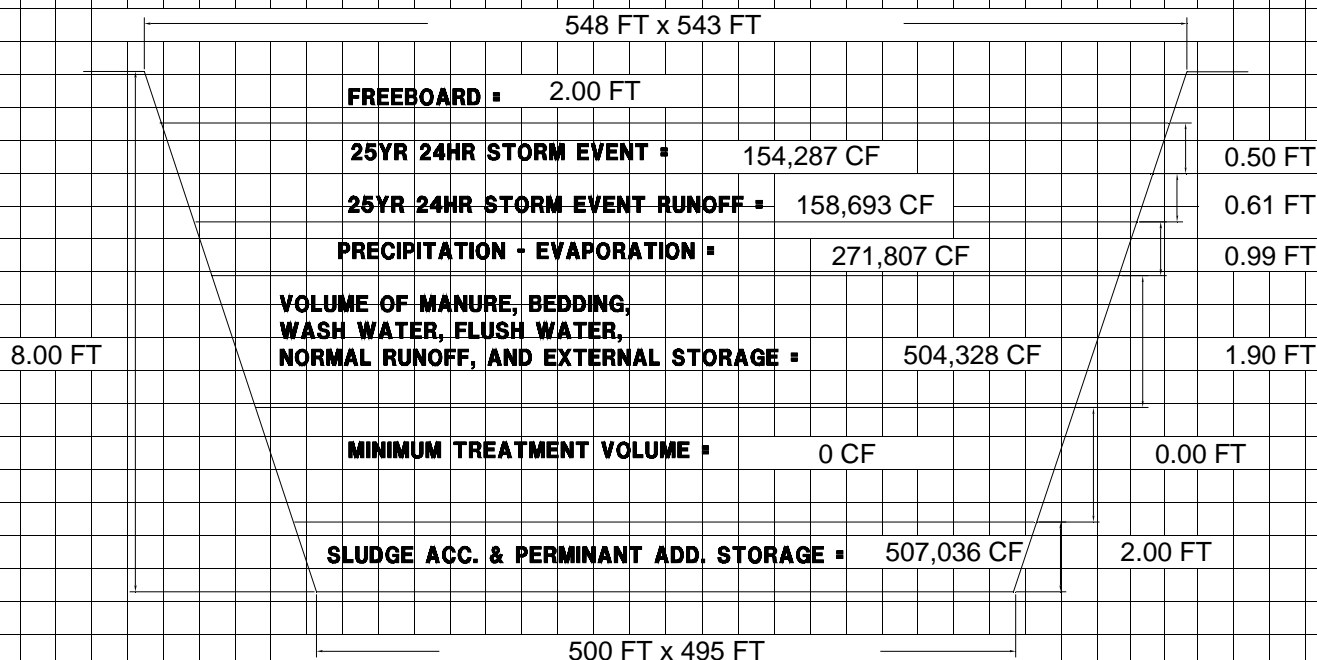 548 FT x 543 FT
FREEBOARD = 2.00 FT
25YR 24HR STORM EVENT = 154,287 CF 0.50 FT
25YR 24HR STORM EVENT RUNOFF = 158,693 CF 0.61 FT
PRECIPITATION - EVAPORATION = 271,807 CF 0.99 FT
VOLUME OF MANURE, BEDDING,
WASH WATER, FLUSH WATER,
8.00 FT NORMAL RUNOFF, AND EXTERNAL STORAGE = 504,328 CF 1.90 FT
MINIMUM TREATMENT VOLUME = 0 CF 0.00 FT
SLUDGE ACC. & PERMINANT ADD. STORAGE = 507,036 CF 2.00 FT
500 FT x 495 FT